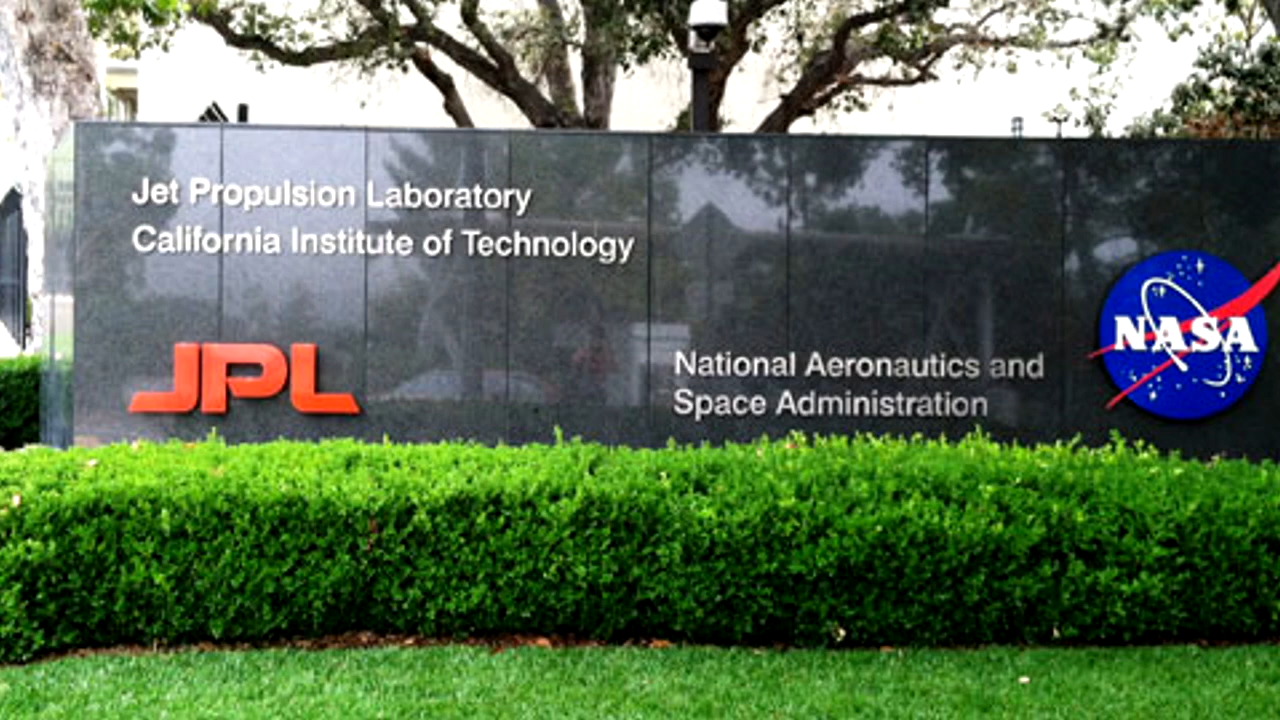 Jet Propulsion Laboratory
California Institute of Technology
JPL
National Aeronautics and
Space Administration
NASA